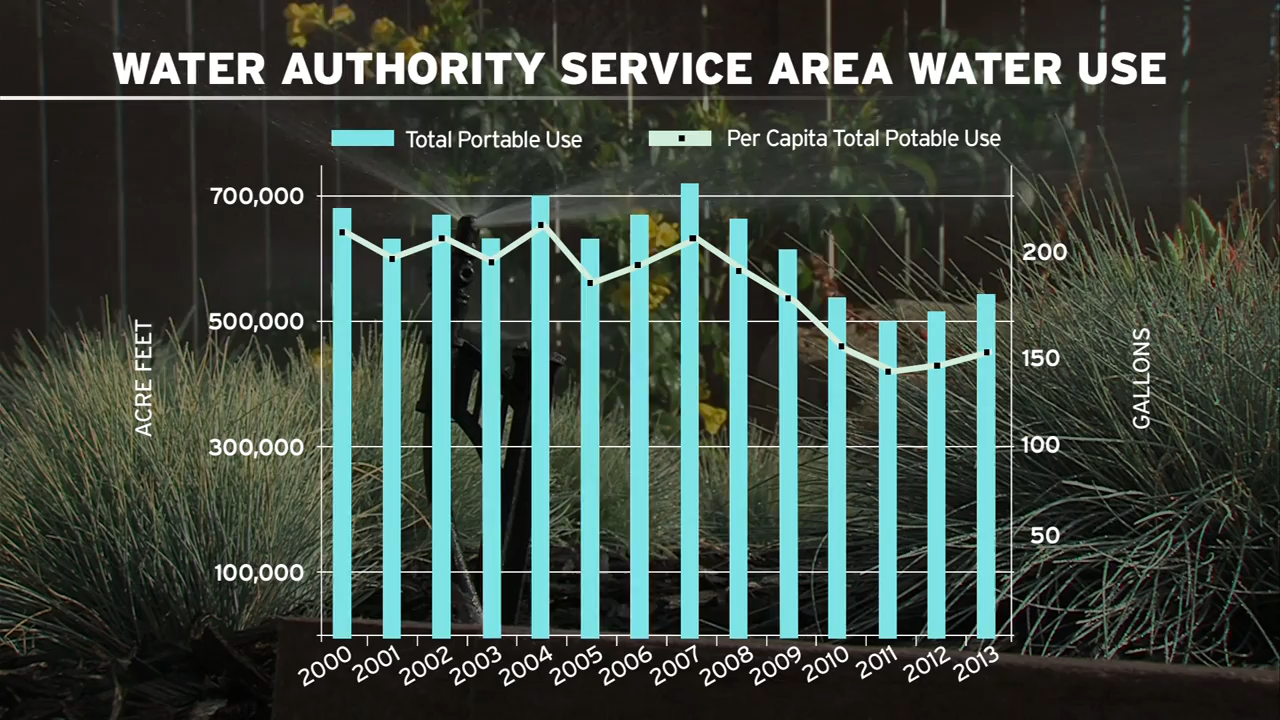 WATER AUTHORITY SERVICE AREA WATER USE
Total Portable Use
Per Capita Total Potable Use
700,000
500,000
300,000
100,000
ACRE FEET
200
150
100
50
GALLONS
2000 2001 2002 2003 2004 2005 2006 2007 2008 2009 2010 2011 2012 2013